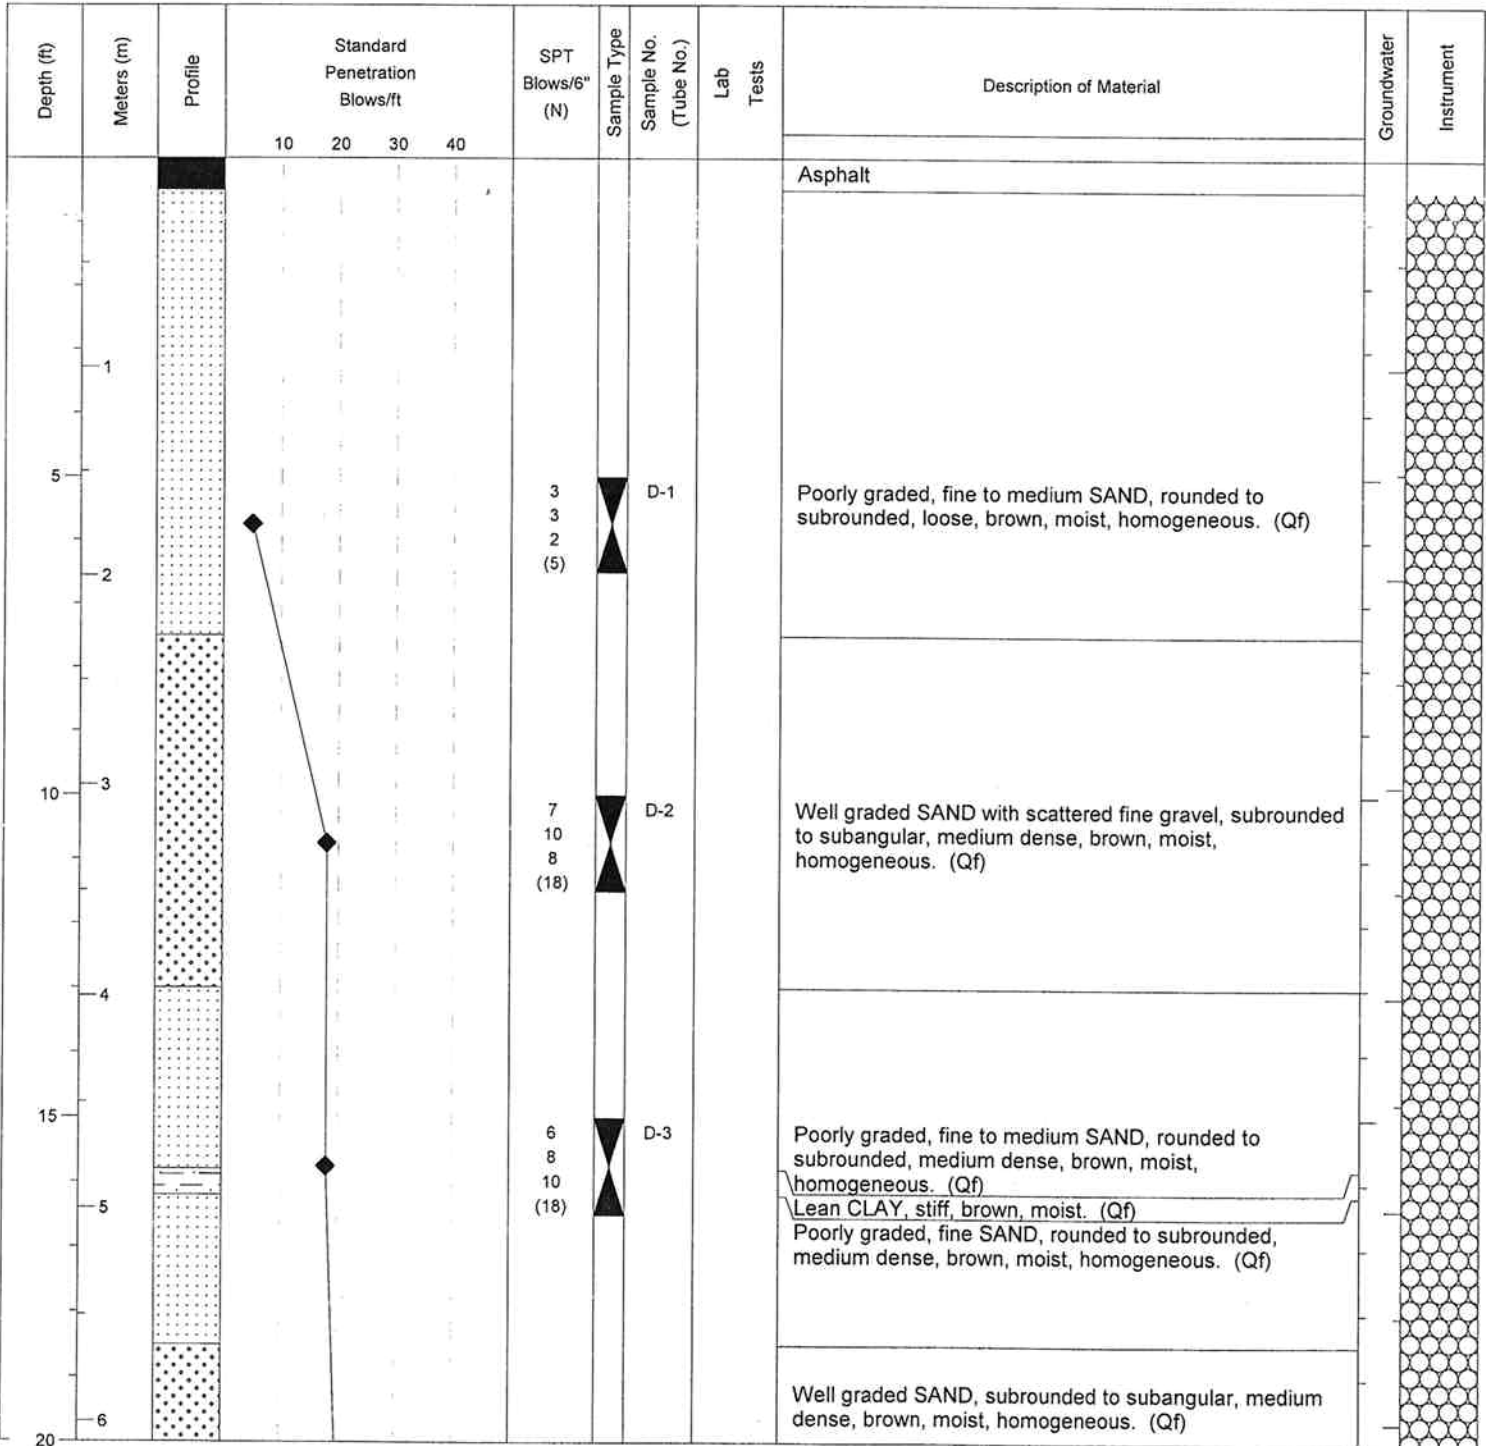 Depth (ft)
Meters (m)
Profile
Standard
Penetration
Blows/ft
10 20 30 40
SPT
Blows/6"
(N)
Sample Type
Sample No.
(Tube No.)
Lab
Tests
Description of Material
Groundwater
Instrument
Asphalt
1
5
3
3
2
(5)
D-1
Poorly graded, fine to medium SAND, rounded to
subrounded, loose, brown, moist, homogeneous. (Qf)
2
3
10
7
10
8
(18)
D-2
Well graded SAND with scattered fine gravel, subrounded
to subangular, medium dense, brown, moist,
homogeneous. (Qf)
4
15
6
8
10
(18)
D-3
Poorly graded, fine to medium SAND, rounded to
subrounded, medium dense, brown, moist,
homogeneous. (Qf)
5
Lean CLAY, stiff, brown, moist. (Qf)
Poorly graded, fine SAND, rounded to subrounded,
medium dense, brown, moist, homogeneous. (Qf)
Well graded SAND, subrounded to subangular, medium
dense, brown, moist, homogeneous. (Qf)
6
20